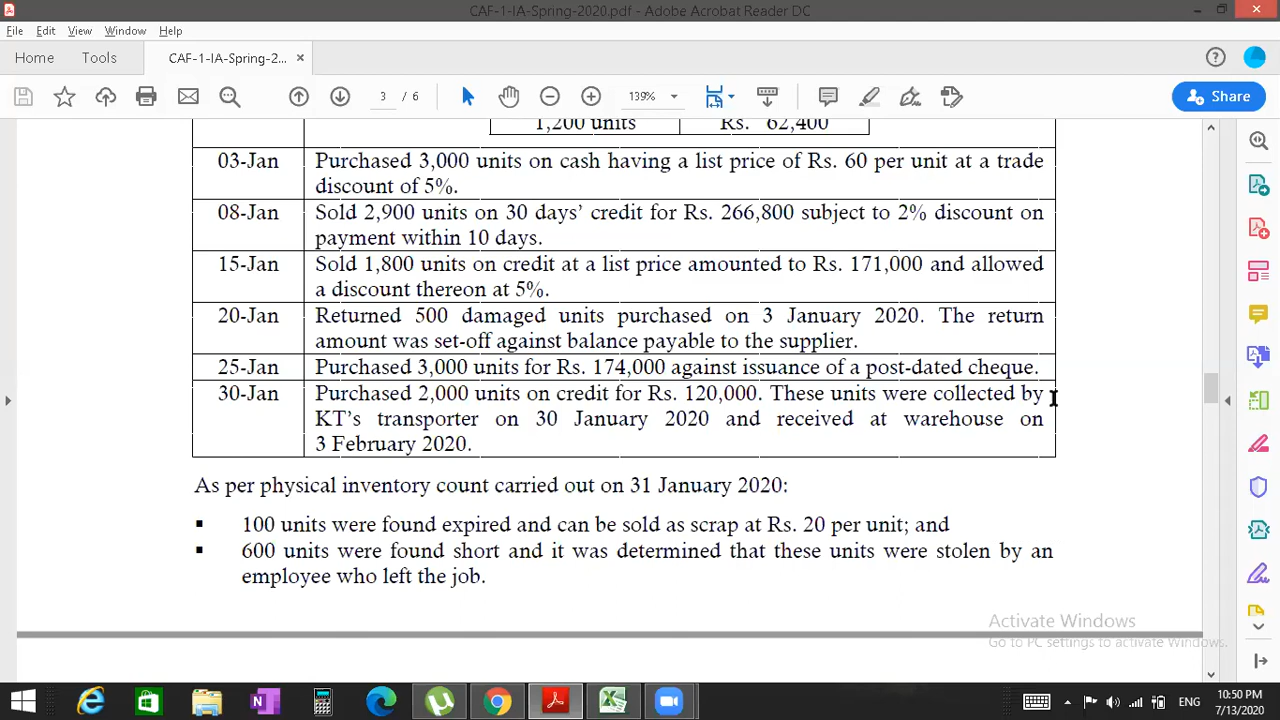 CAF-1-IA-Spring-2020.pdf - Adobe Acrobat Reader DC
File Edit View Window Help
Home Tools CAF-1-IA-Spring-2... ×
3 / 6 139% Share
1,200 units Rs. 62,400
03-Jan Purchased 3,000 units on cash having a list price of Rs. 60 per unit at a trade
discount of 5%.
08-Jan Sold 2,900 units on 30 days’ credit for Rs. 266,800 subject to 2% discount on
payment within 10 days.
15-Jan Sold 1,800 units on credit at a list price amounted to Rs. 171,000 and allowed
a discount thereon at 5%.
20-Jan Returned 500 damaged units purchased on 3 January 2020. The return
amount was set-off against balance payable to the supplier.
25-Jan Purchased 3,000 units for Rs. 174,000 against issuance of a post-dated cheque.
30-Jan Purchased 2,000 units on credit for Rs. 120,000. These units were collected by
KT’s transporter on 30 January 2020 and received at warehouse on
3 February 2020.
As per physical inventory count carried out on 31 January 2020:
▪ 100 units were found expired and can be sold as scrap at Rs. 20 per unit; and
▪ 600 units were found short and it was determined that these units were stolen by an
employee who left the job.
Activate Windows
Go to PC settings to activate Windows.
ENG
10:50 PM
7/13/2020